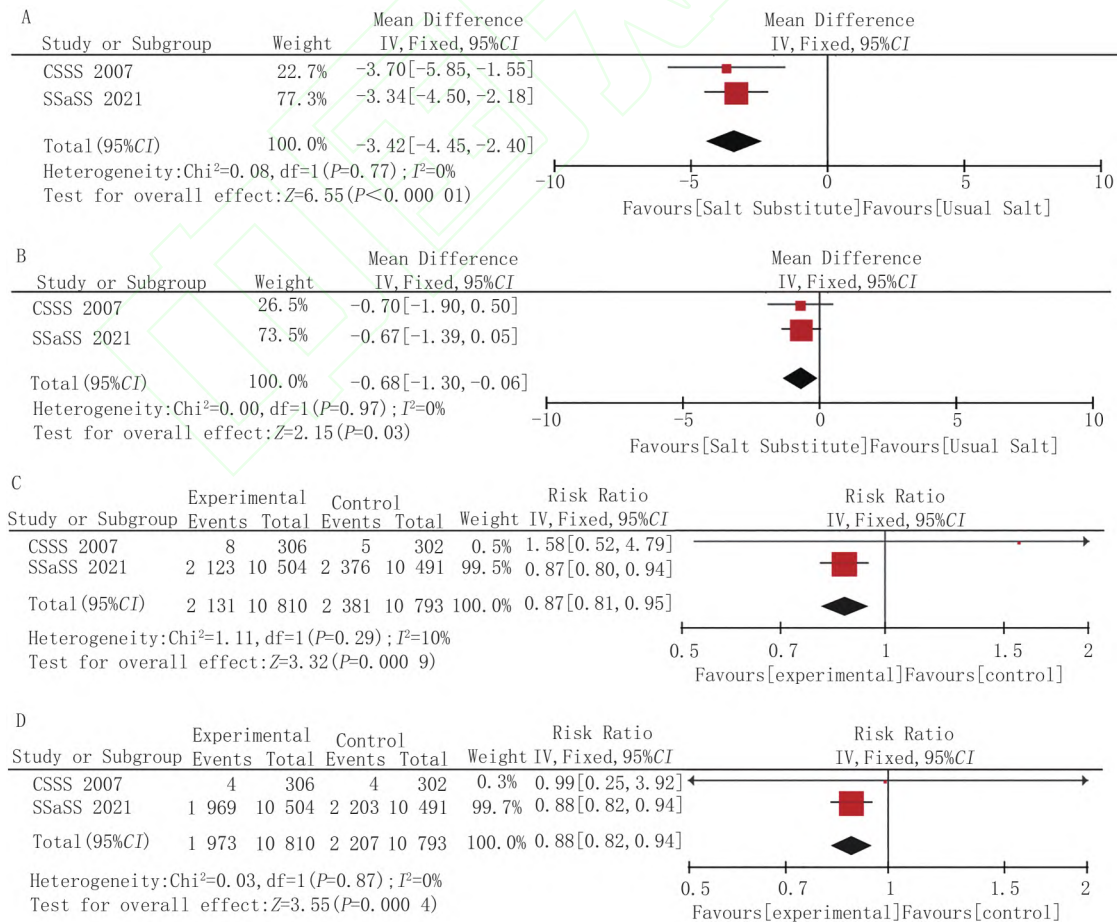 A
Mean Difference Mean Difference
Study or Subgroup Weight IV, Fixed, 95%CI IV, Fixed, 95%CI
CSSS 2007 22.7% -3.70[-5.85, -1.55]
SSaSS 2021 77.3% -3.34[-4.50, -2.18]
Total(95%CI) 100.0% -3.42[-4.45, -2.40]
Heterogeneity:Chi²=0.08, df=1(P=0.77); I²=0%
Test for overall effect:Z=6.55(P<0.000 01)
-10 -5 0 5 10
Favours[Salt Substitute]Favours[Usual Salt]
B
Mean Difference Mean Difference
Study or Subgroup Weight IV, Fixed, 95%CI IV, Fixed, 95%CI
CSSS 2007 26.5% -0.70[-1.90, 0.50]
SSaSS 2021 73.5% -0.67[-1.39, 0.05]
Total(95%CI) 100.0% -0.68[-1.30, -0.06]
Heterogeneity:Chi²=0.00, df=1(P=0.97); I²=0%
Test for overall effect:Z=2.15(P=0.03)
-10 -5 0 5 10
Favours[Salt Substitute]Favours[Usual Salt]
C
Experimental Control Risk Ratio Risk Ratio
Study or Subgroup Events Total Events Total Weight IV, Fixed, 95%CI IV, Fixed, 95%CI
CSSS 2007 8 306 5 302 0.5% 1.58[0.52, 4.79]
SSaSS 2021 2 123 10 504 2 376 10 491 99.5% 0.87[0.80, 0.94]
Total(95%CI) 2 131 10 810 2 381 10 793 100.0% 0.87[0.81, 0.95]
Heterogeneity:Chi²=1.11, df=1(P=0.29); I²=10%
Test for overall effect:Z=3.32(P=0.000 9)
0.5 0.7 1 1.5 2
Favours[experimental]Favours[control]
D
Experimental Control Risk Ratio Risk Ratio
Study or Subgroup Events Total Events Total Weight IV, Fixed, 95%CI IV, Fixed, 95%CI
CSSS 2007 4 306 4 302 0.3% 0.99[0.25, 3.92]
SSaSS 2021 1 969 10 504 2 203 10 491 99.7% 0.88[0.82, 0.94]
Total(95%CI) 1 973 10 810 2 207 10 793 100.0% 0.88[0.82, 0.94]
Heterogeneity:Chi²=0.03, df=1(P=0.87); I²=0%
Test for overall effect:Z=3.55(P=0.000 4)
0.5 0.7 1 1.5 2
Favours[experimental]Favours[control]